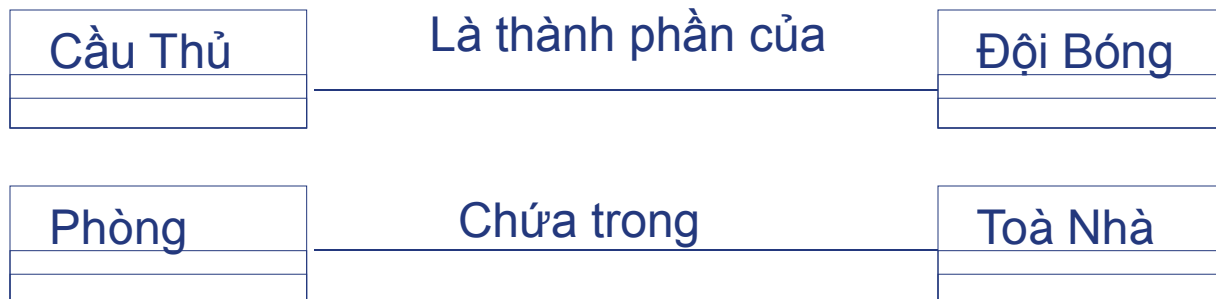 Cầu Thủ Là thành phần của Đội Bóng
Phòng Chứa trong Toà Nhà